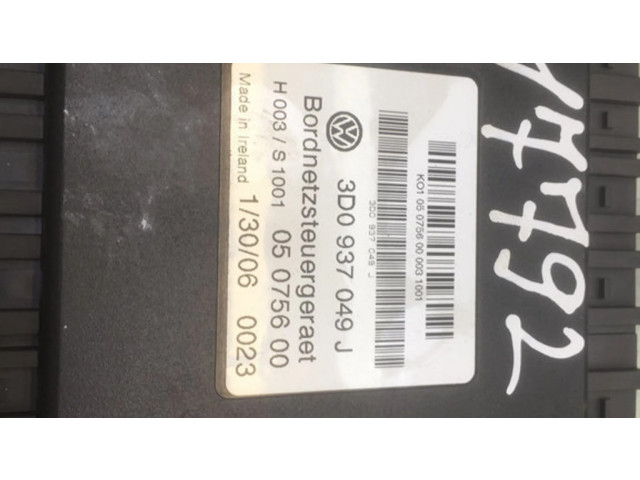 17792
KO1 05 0756 00 003 1001
3D0 937 049 J
3D0 937 049 J
Bordnetzsteuergeraet
H 003 / S 1001 05 0756 00
Made in Ireland 1/30/06 0023